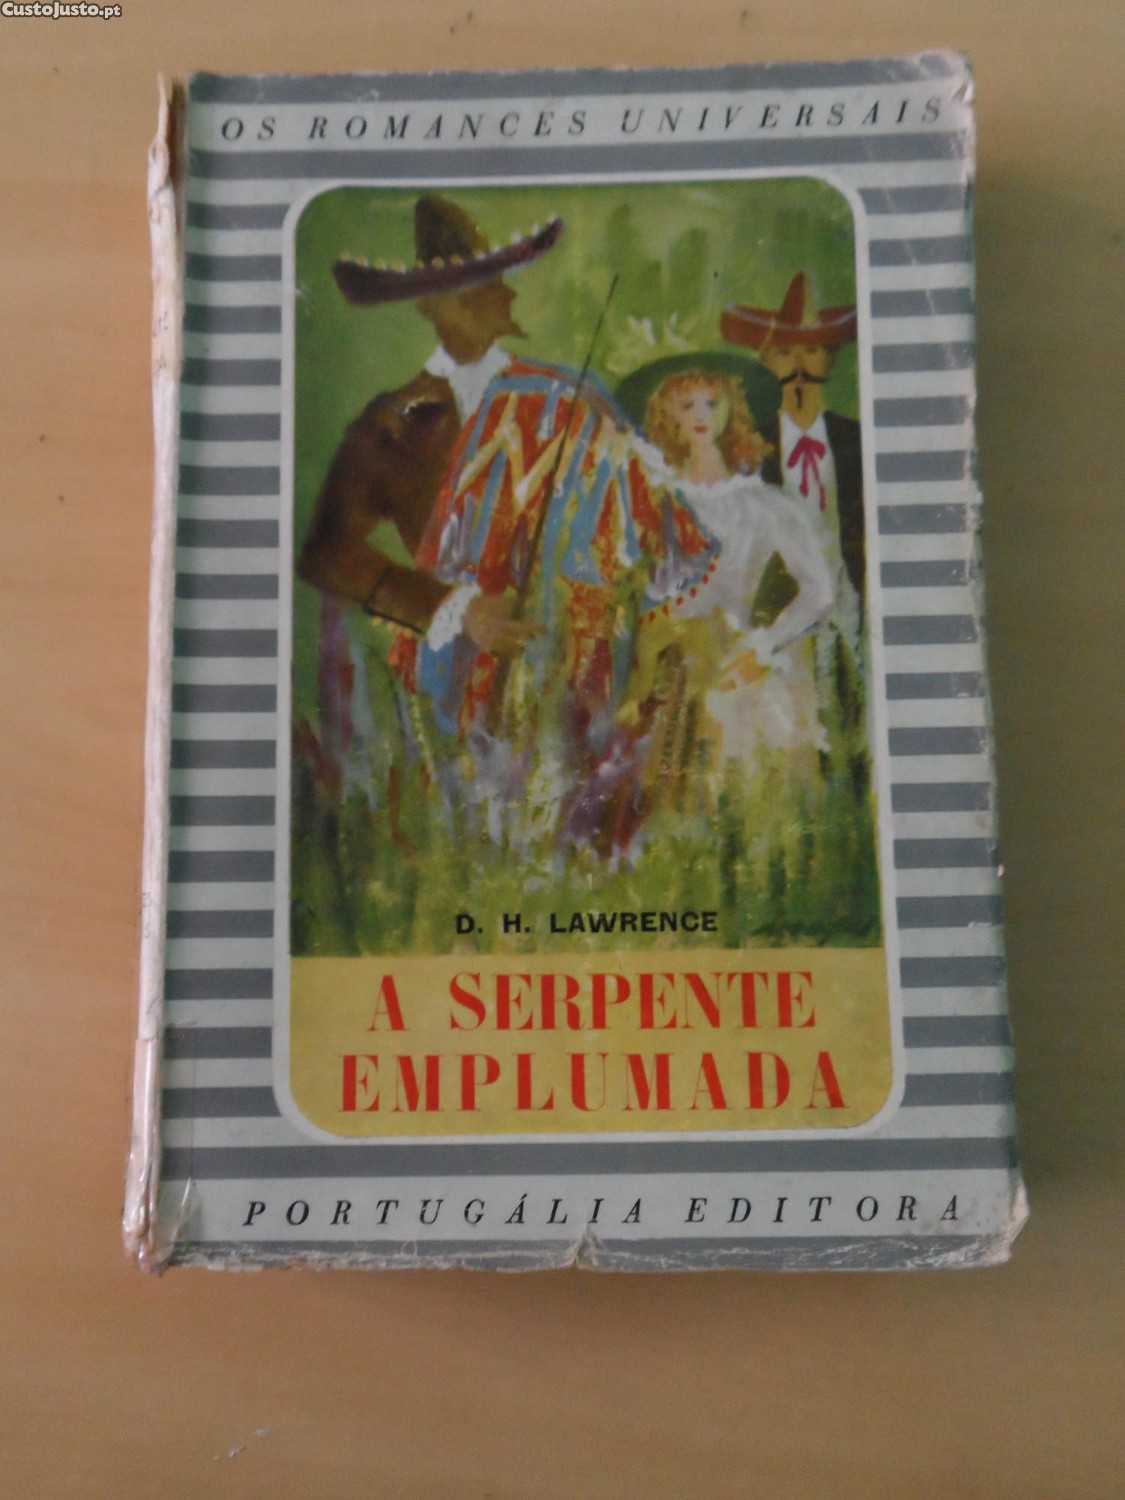 CustoJusto.pt
OS ROMANCES UNIVERSAIS
D. H. LAWRENCE
A SERPENTE
EMPLUMADA
PORTUGÁLIA EDITORA